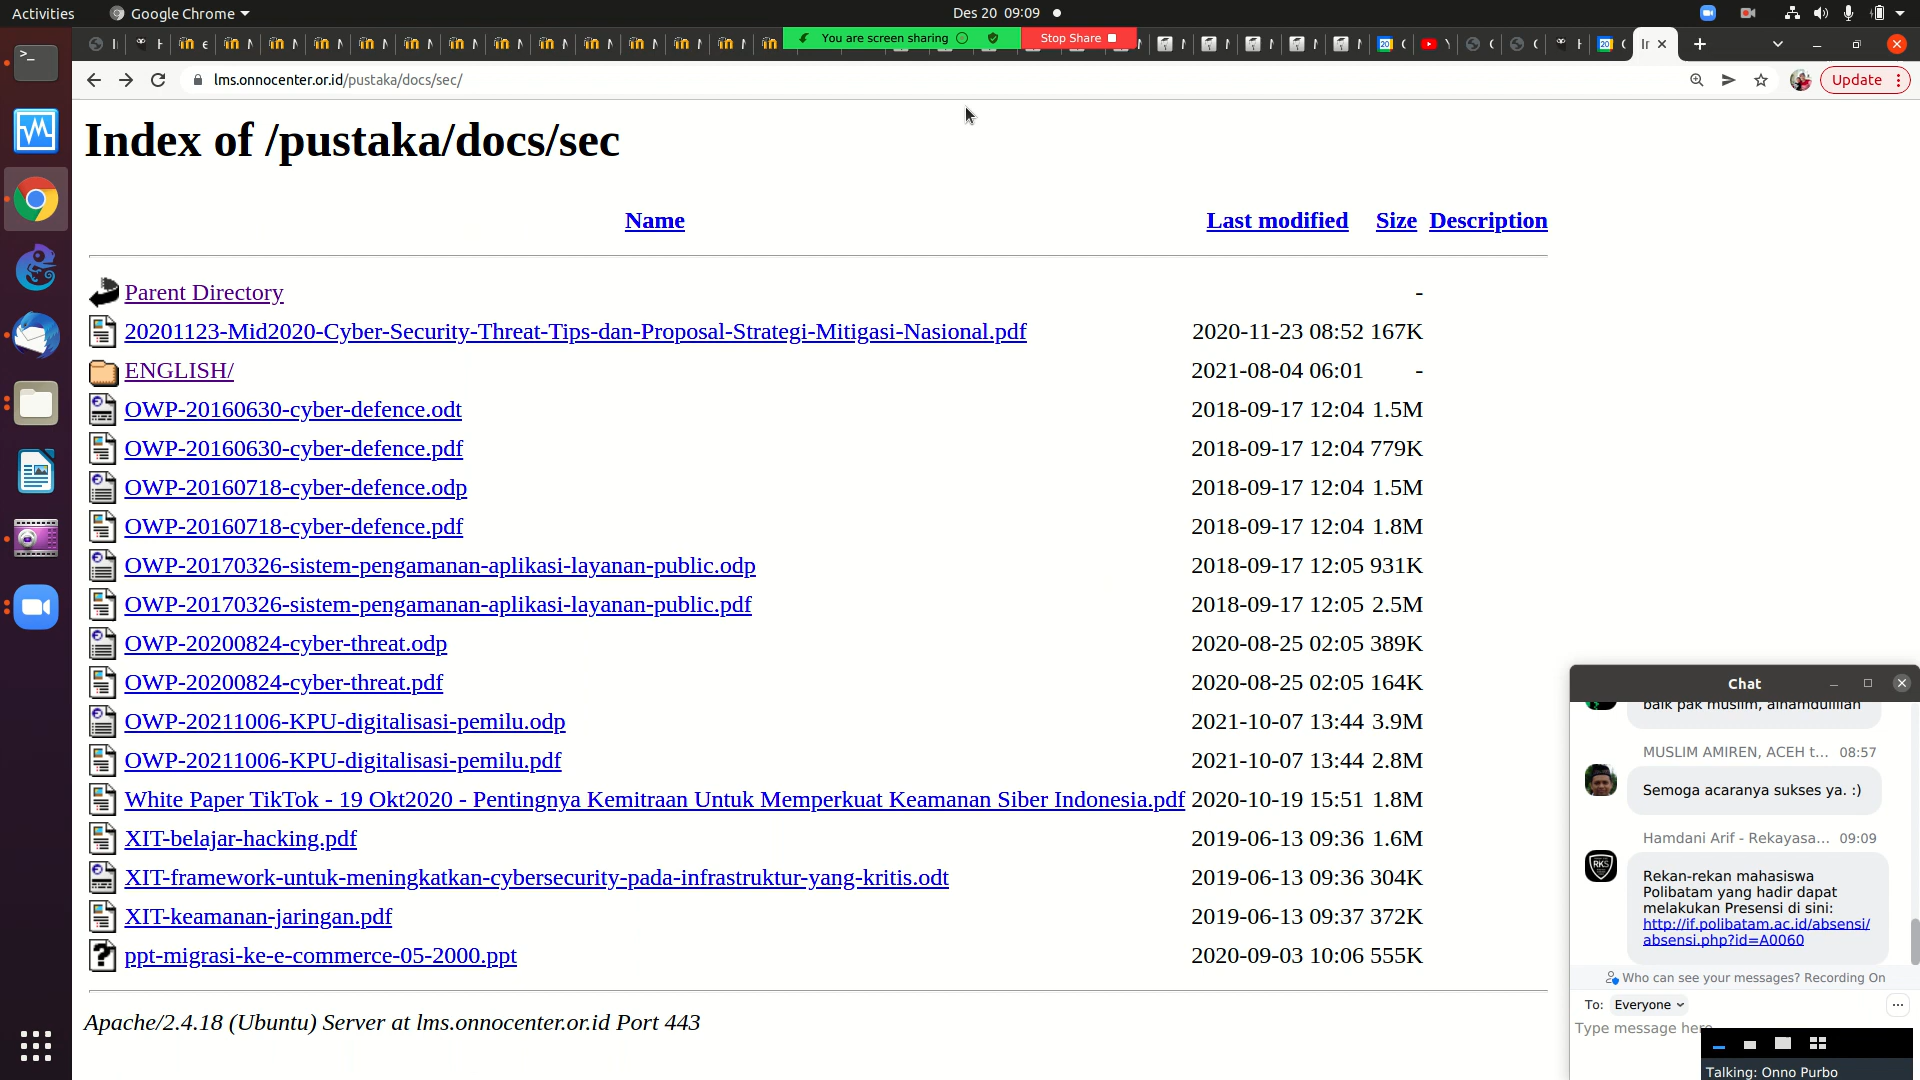 Activities Google Chrome Des 20 09:09
You are screen sharing Stop Share
lms.onnocenter.or.id/pustaka/docs/sec/ Update
Index of /pustaka/docs/sec
Name Last modified Size Description
Parent Directory -
20201123-Mid2020-Cyber-Security-Threat-Tips-dan-Proposal-Strategi-Mitigasi-Nasional.pdf 2020-11-23 08:52 167K
ENGLISH/ 2021-08-04 06:01 -
OWP-20160630-cyber-defence.odt 2018-09-17 12:04 1.5M
OWP-20160630-cyber-defence.pdf 2018-09-17 12:04 779K
OWP-20160718-cyber-defence.odp 2018-09-17 12:04 1.5M
OWP-20160718-cyber-defence.pdf 2018-09-17 12:04 1.8M
OWP-20170326-sistem-pengamanan-aplikasi-layanan-public.odp 2018-09-17 12:05 931K
OWP-20170326-sistem-pengamanan-aplikasi-layanan-public.pdf 2018-09-17 12:05 2.5M
OWP-20200824-cyber-threat.odp 2020-08-25 02:05 389K
OWP-20200824-cyber-threat.pdf 2020-08-25 02:05 164K
OWP-20211006-KPU-digitalisasi-pemilu.odp 2021-10-07 13:44 3.9M
OWP-20211006-KPU-digitalisasi-pemilu.pdf 2021-10-07 13:44 2.8M
White Paper TikTok - 19 Okt2020 - Pentingnya Kemitraan Untuk Memperkuat Keamanan Siber Indonesia.pdf 2020-10-19 15:51 1.8M
XIT-belajar-hacking.pdf 2019-06-13 09:36 1.6M
XIT-framework-untuk-meningkatkan-cybersecurity-pada-infrastruktur-yang-kritis.odt 2019-06-13 09:36 304K
XIT-keamanan-jaringan.pdf 2019-06-13 09:37 372K
ppt-migrasi-ke-e-commerce-05-2000.ppt 2020-09-03 10:06 555K
Apache/2.4.18 (Ubuntu) Server at lms.onnocenter.or.id Port 443
Chat
baik pak muslim, alhamdulillah
MUSLIM AMIREN, ACEH t... 08:57
Semoga acaranya sukses ya. :)
Hamdani Arif - Rekayasa... 09:09
RKS
Rekan-rekan mahasiswa
Polibatam yang hadir dapat
melakukan Presensi di sini:
http://if.polibatam.ac.id/absensi/
absensi.php?id=A0060
Who can see your messages? Recording On
To: Everyone
Type message here
Talking: Onno Purbo